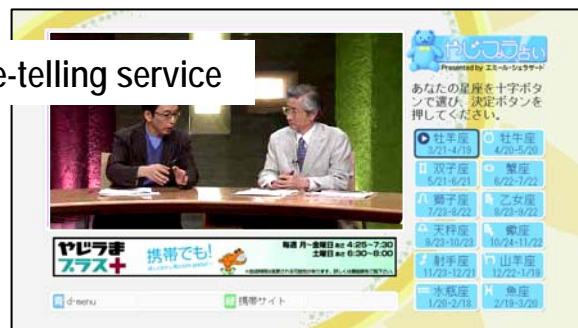 e-telling service
やじうま占い
Presented by エミール・シェラザード
あなたの星座を十字ボタ
ンで選び、決定ボタンを
押してください。
牡羊座 牡牛座
3/21-4/19 4/20-5/20
双子座 蟹座
5/21-6/21 6/22-7/22
獅子座 乙女座
7/23-8/22 8/23-9/22
天秤座 蠍座
9/23-10/23 10/24-11/22
射手座 山羊座
11/23-12/21 12/22-1/19
水瓶座 魚座
1/20-2/18 2/19-3/20
やじうま
プラス+
携帯でも!
毎週 月~金曜日 あさ 4:25-7:30
土曜日 あさ 6:30-8:00
d-menu
携帯サイト